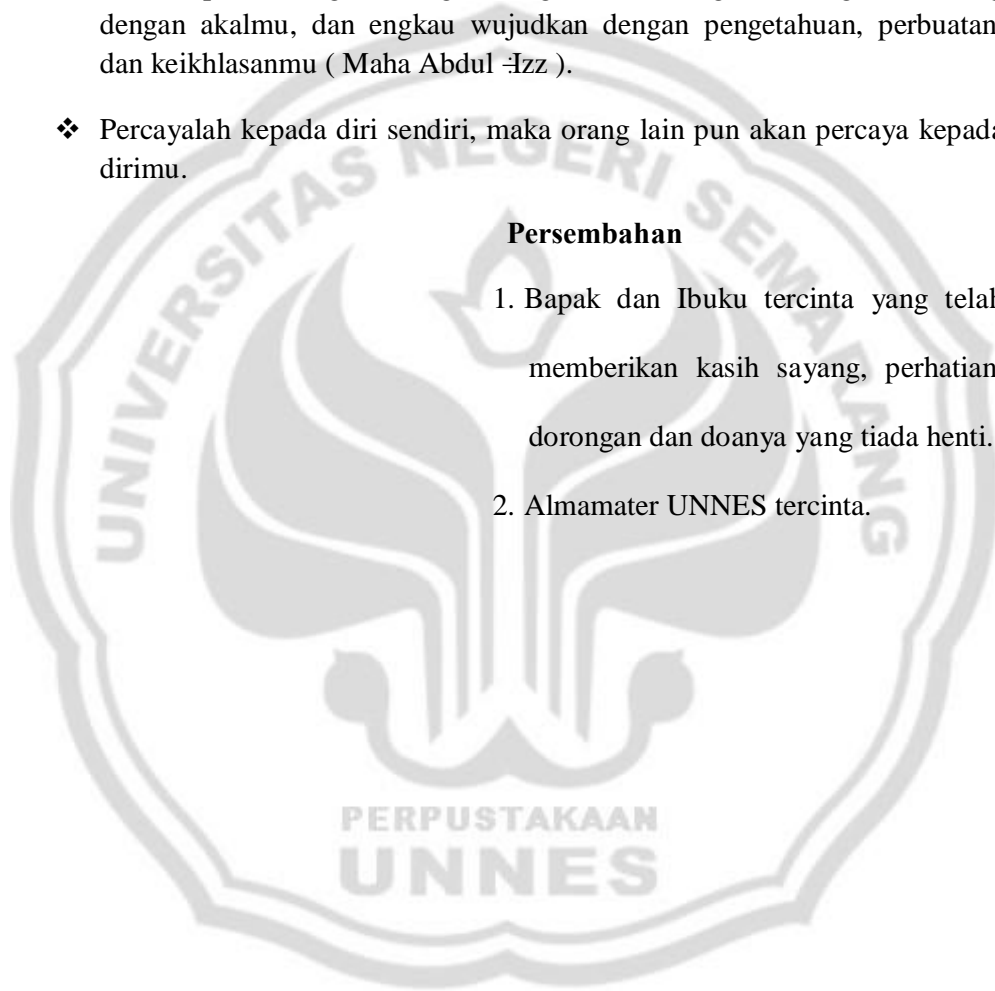 dengan akalmu, dan engkau wujudkan dengan pengetahuan, perbuatan
dan keikhlasanmu ( Maha Abdul Izz ).
❖ Percayalah kepada diri sendiri, maka orang lain pun akan percaya kepada
dirimu.
Persembahan
1. Bapak dan Ibuku tercinta yang telah
memberikan kasih sayang, perhatian
dorongan dan doanya yang tiada henti.
2. Almamater UNNES tercinta.
UNIVERSITAS NEGERI SEMARANG
PERPUSTAKAAN
UNNES